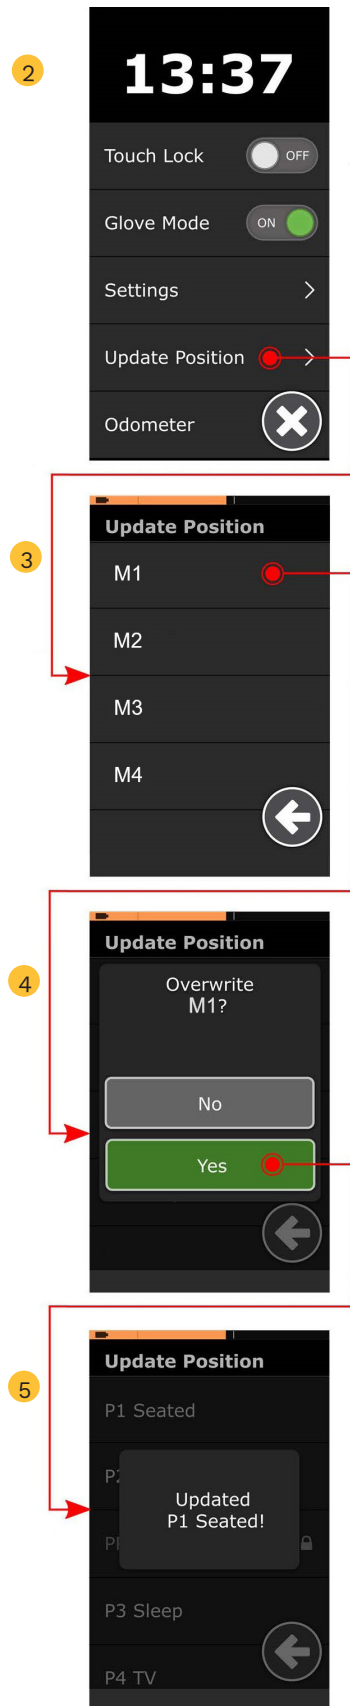 2
13:37
Touch Lock OFF
Glove Mode ON
Settings
Update Position
Odometer
3
Update Position
M1
M2
M3
M4
4
Update Position
Overwrite
M1?
No
Yes
5
Update Position
P1 Seated
Updated
P1 Seated!
P3 Sleep
P4 TV